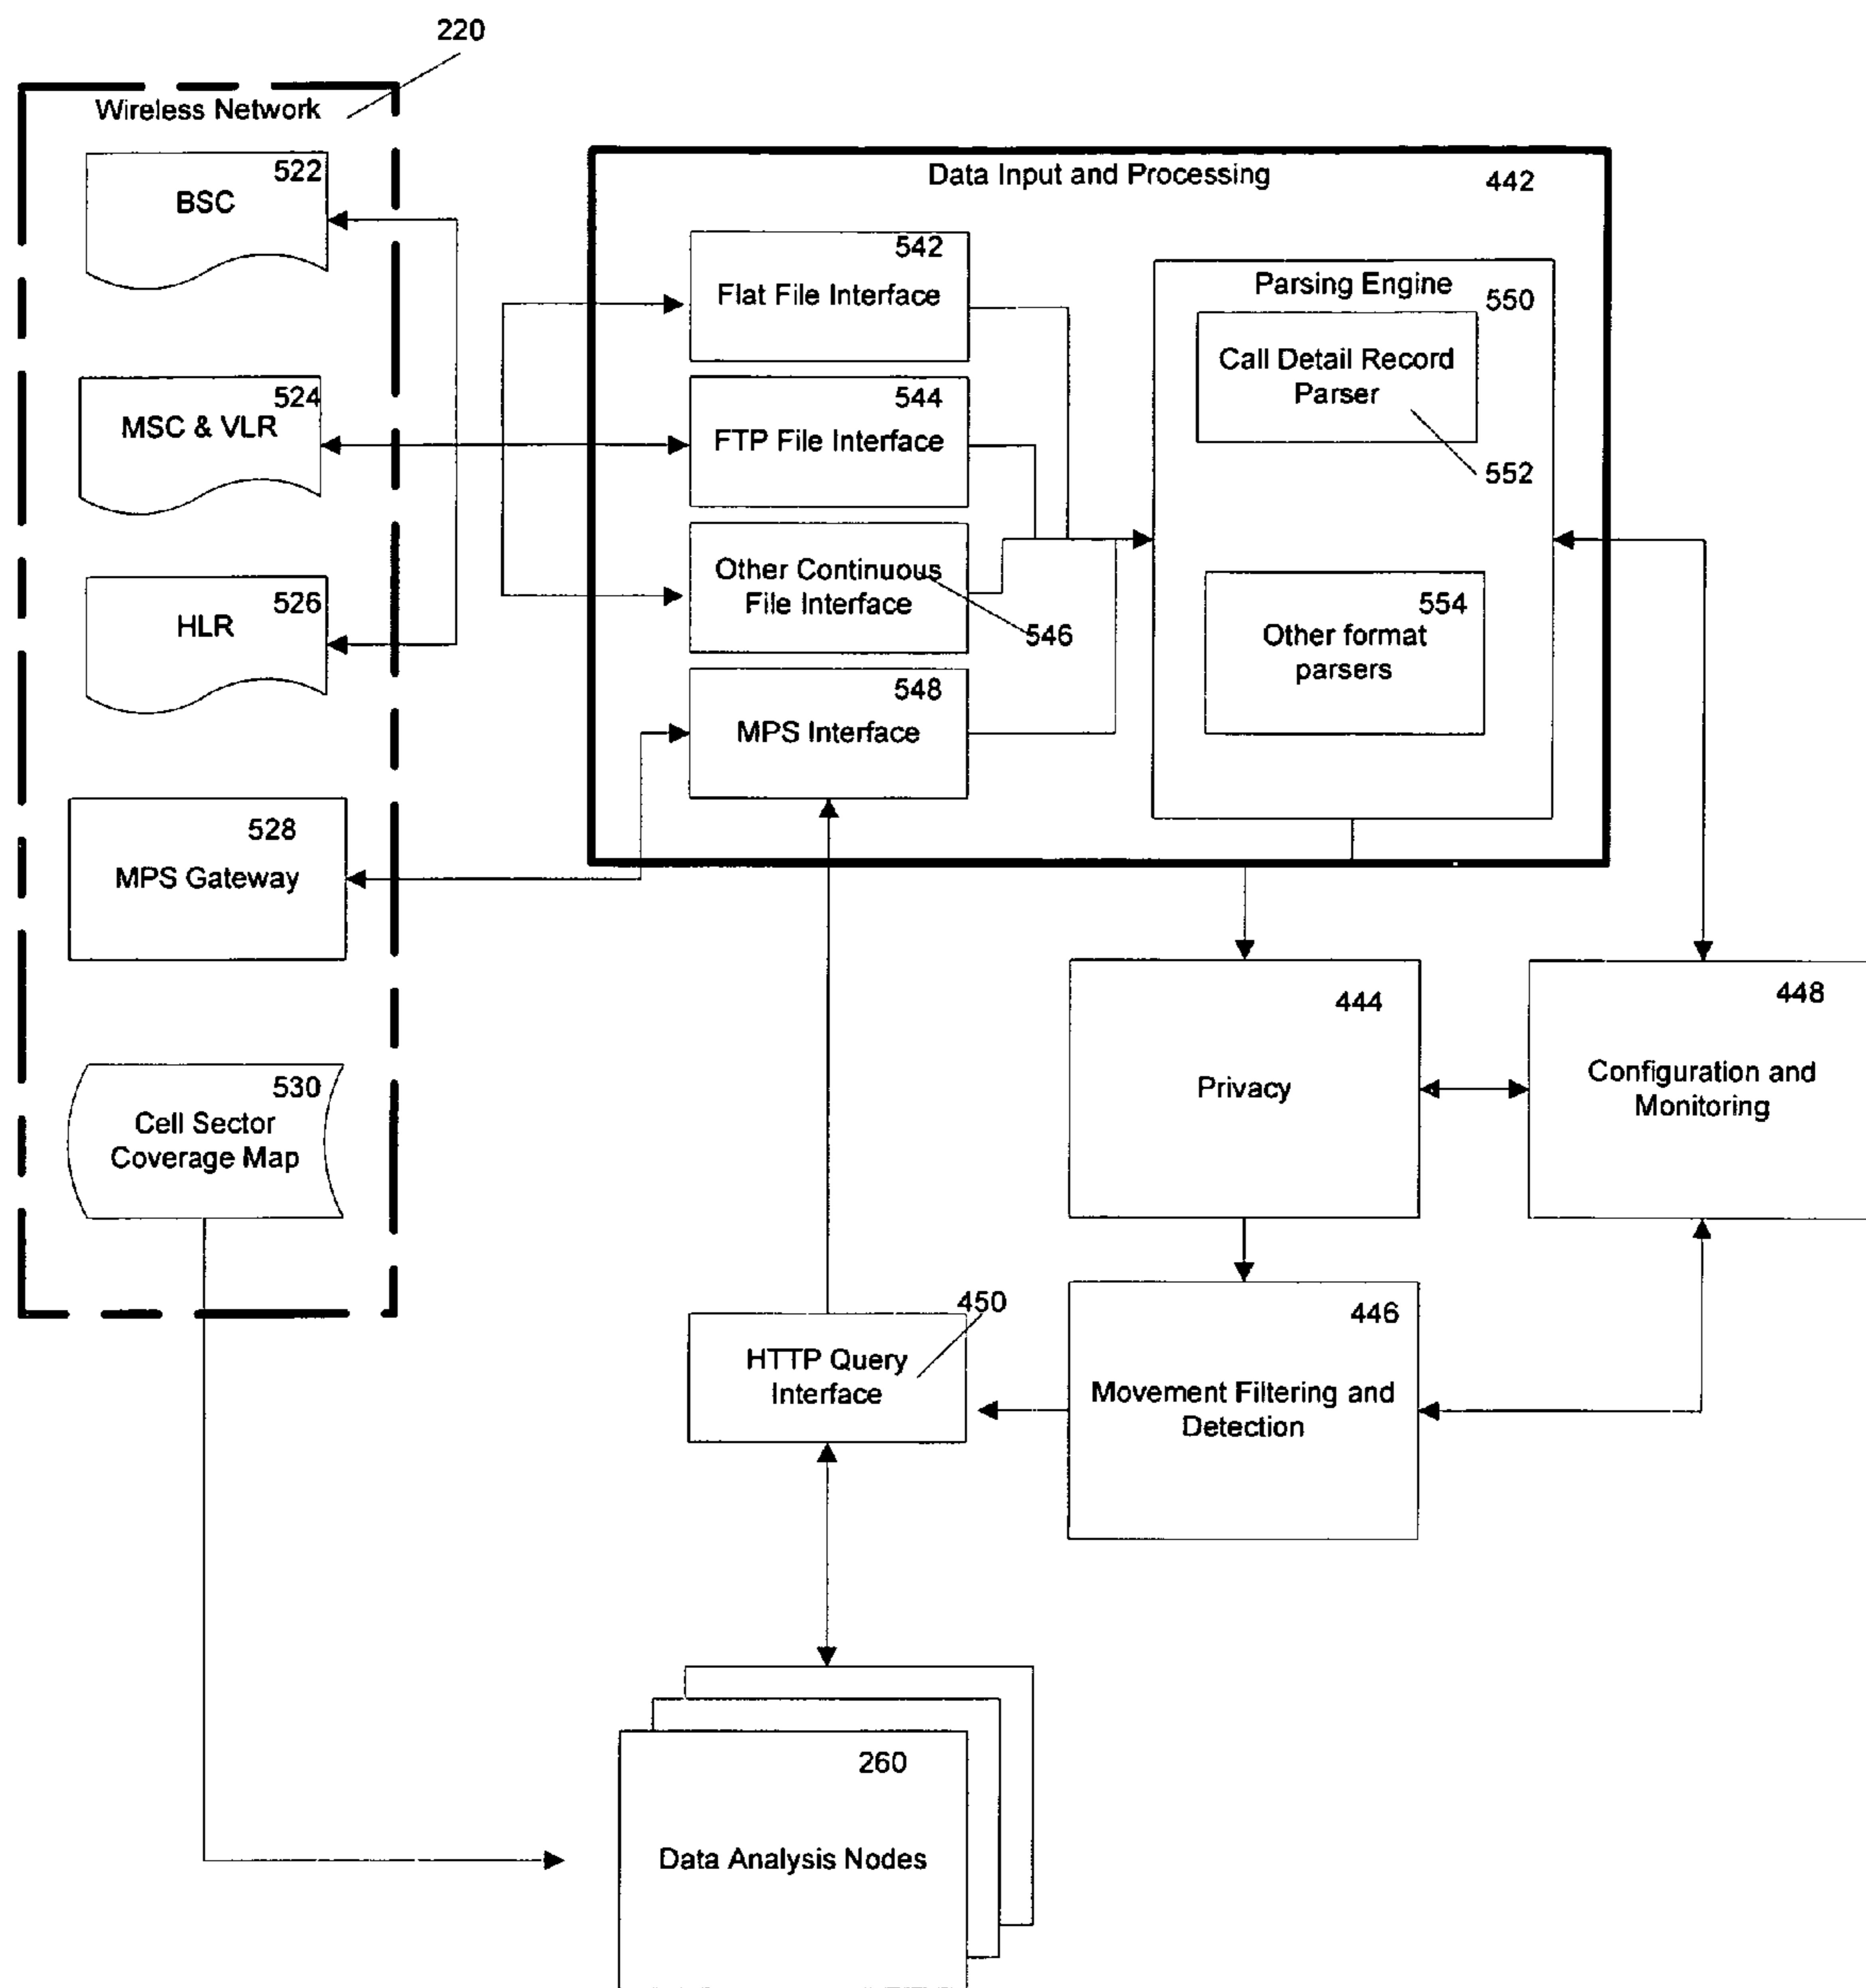 220
Wireless Network
522
BSC
524
MSC & VLR
526
HLR
528
MPS Gateway
530
Cell Sector
Coverage Map
Data Input and Processing
442
542
Flat File Interface
544
FTP File Interface
Other Continuous
File Interface
546
548
MPS Interface
Parsing Engine
550
Call Detail Record
Parser
552
554
Other format
parsers
444
Privacy
448
Configuration and
Monitoring
450
HTTP Query
Interface
446
Movement Filtering and
Detection
260
Data Analysis Nodes